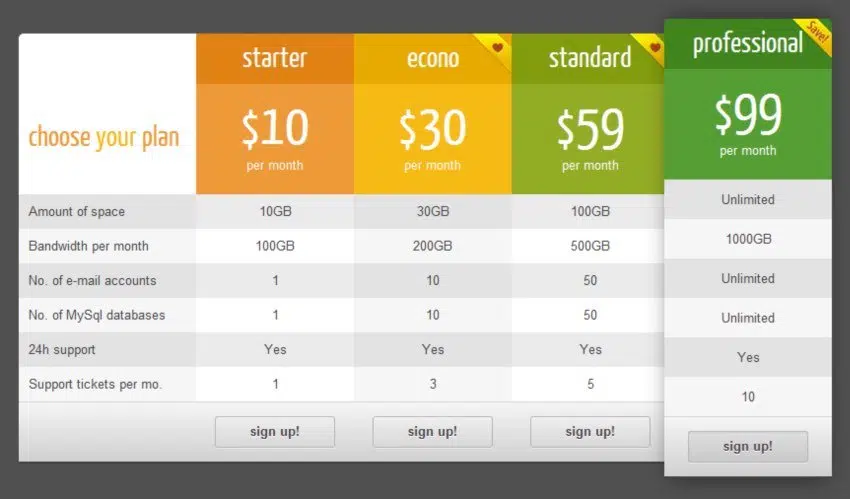 starter
econo
standard
professional
Save!
choose your plan
$10
$30
$59
$99
per month
per month
per month
per month
Amount of space
10GB
30GB
100GB
Unlimited
Bandwidth per month
100GB
200GB
500GB
1000GB
No. of e-mail accounts
1
10
50
Unlimited
No. of MySql databases
1
10
50
Unlimited
24h support
Yes
Yes
Yes
Yes
Support tickets per mo.
1
3
5
10
sign up!
sign up!
sign up!
sign up!